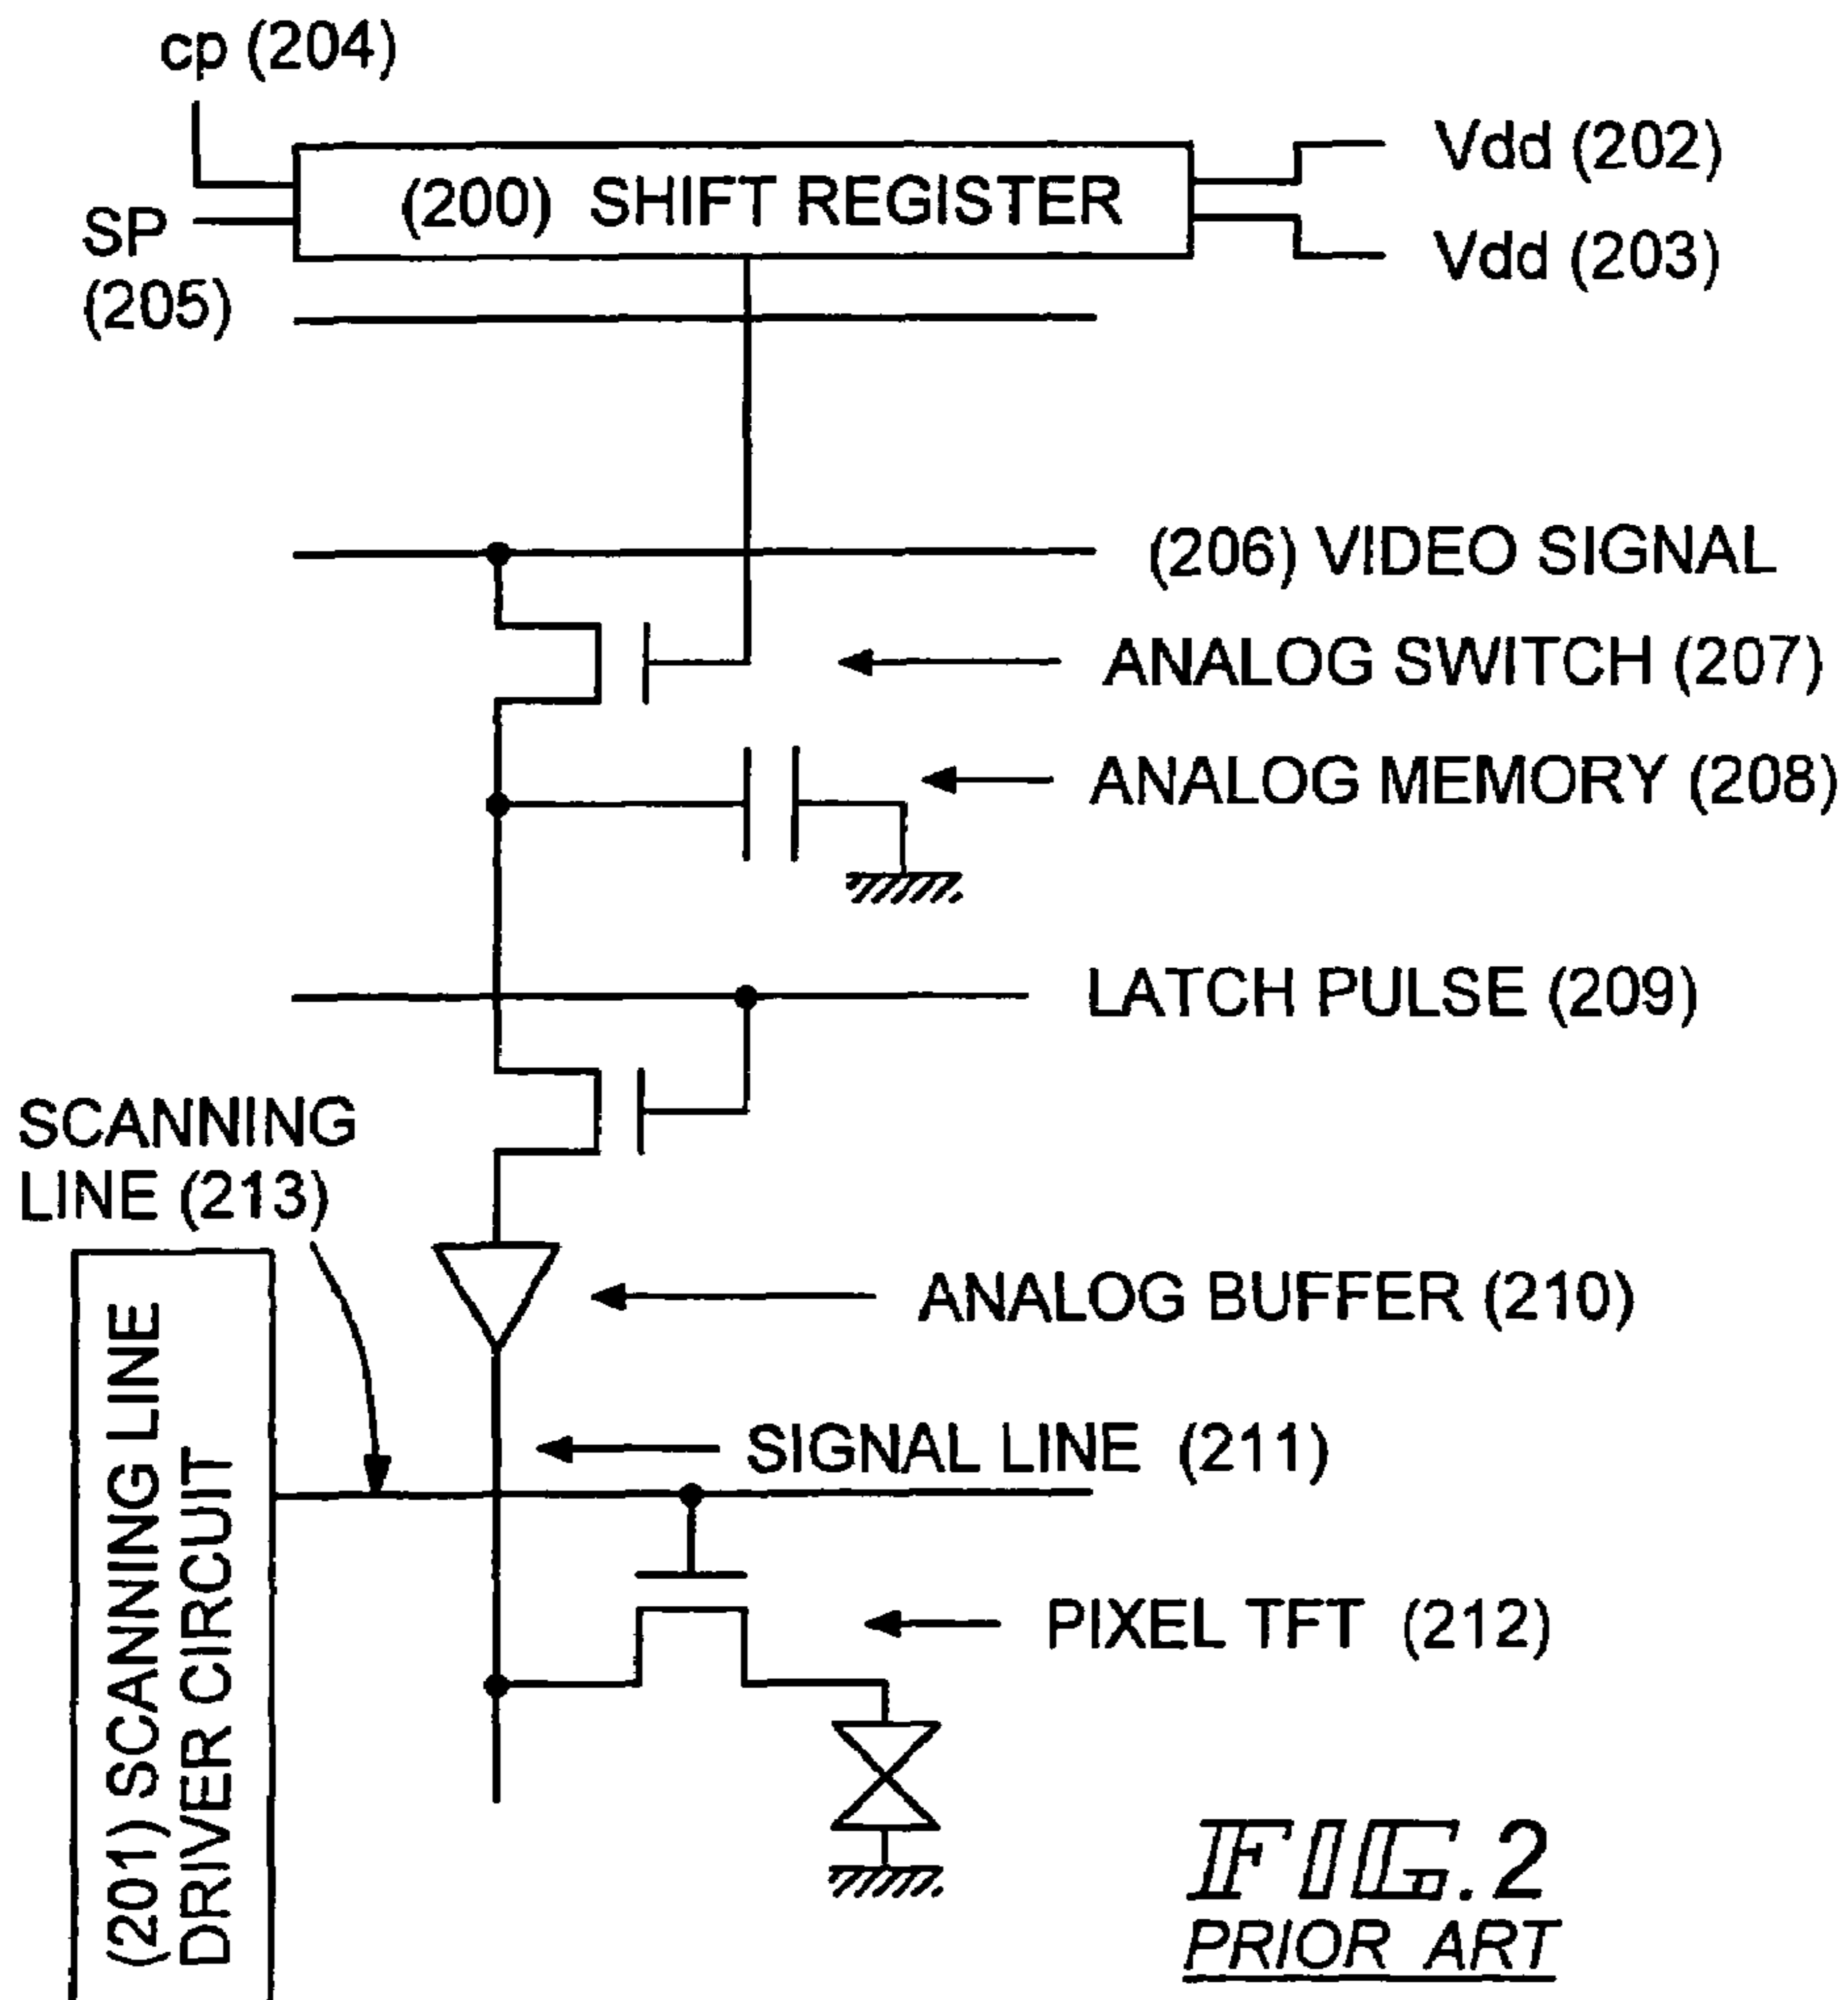 cp (204)
Vdd (202)
(200) SHIFT REGISTER
SP
(205)
Vdd (203)
(206) VIDEO SIGNAL
ANALOG SWITCH (207)
ANALOG MEMORY (208)
LATCH PULSE (209)
SCANNING
LINE (213)
ANALOG BUFFER (210)
SIGNAL LINE (211)
(201) SCANNING LINE
DRIVER CIRCUIT
PIXEL TFT (212)
FIG. 2
PRIOR ART